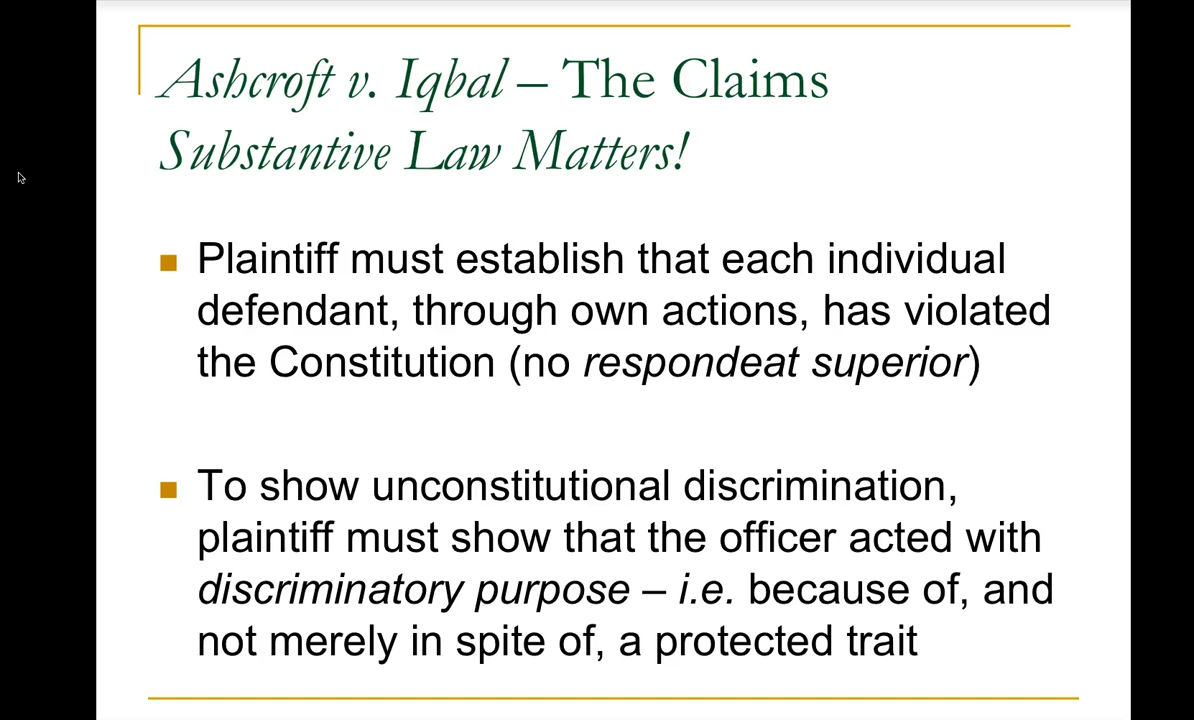 Ashcroft v. Iqbal – The Claims
Substantive Law Matters!
Plaintiff must establish that each individual
defendant, through own actions, has violated
the Constitution (no respondeat superior)
To show unconstitutional discrimination,
plaintiff must show that the officer acted with
discriminatory purpose – i.e. because of, and
not merely in spite of, a protected trait